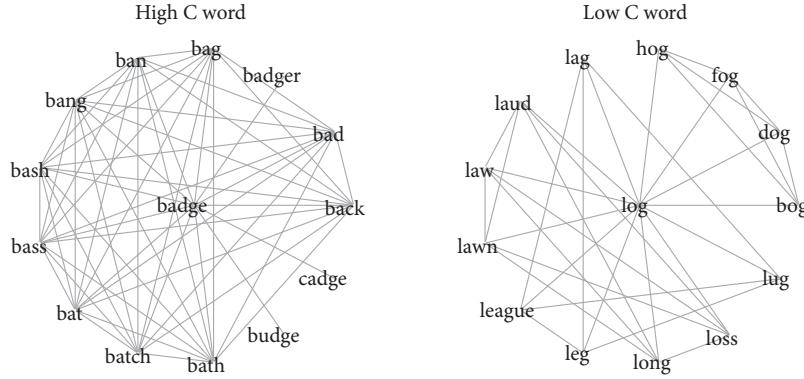 High C word
bag
ban
badger
bang
bad
bash
badge
back
bass
cadge
bat
budge
batch
bath
Low C word
hog
lag
fog
laud
dog
law
log
bog
lawn
lug
league
loss
leg
long